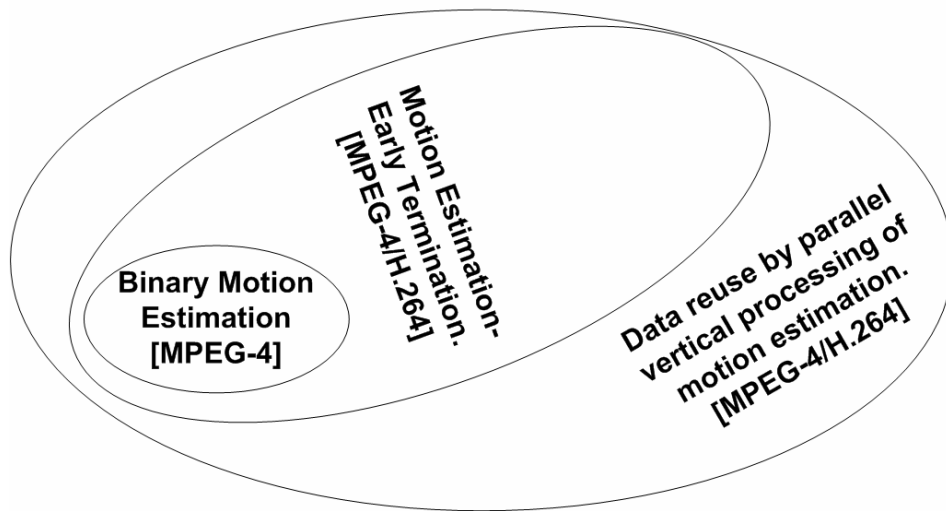 Binary Motion
Estimation
[MPEG-4]
Motion Estimation-
Early Termination.
[MPEG-4/H.264]
Data reuse by parallel
vertical processing of
motion estimation.
[MPEG-4/H.264]